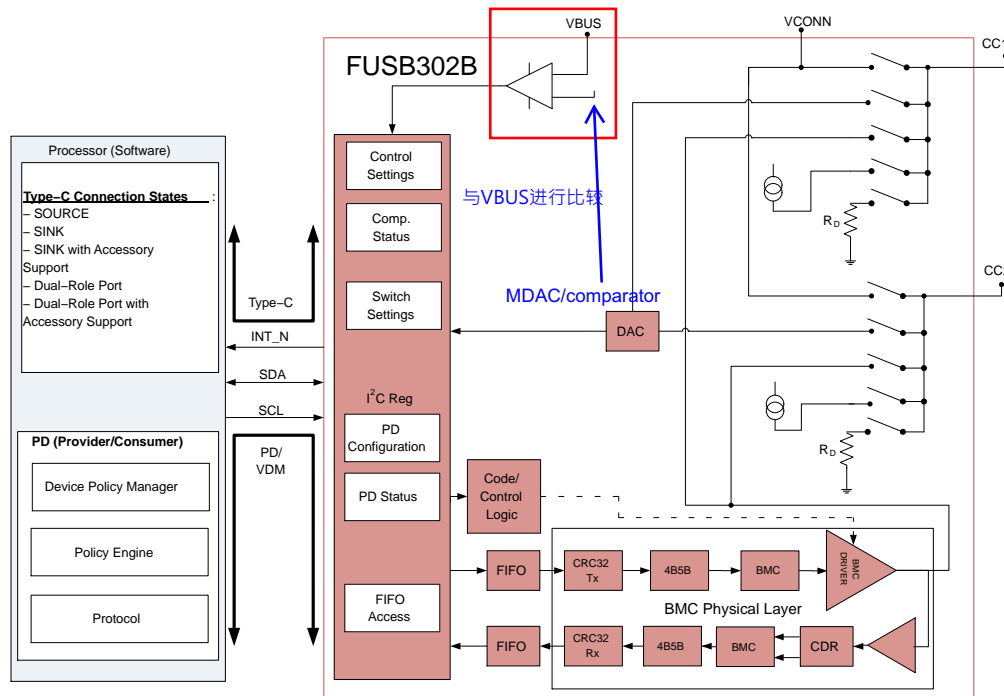 VBUS
VCONN
CC1
FUSB302B
Processor (Software)
Type–C Connection States :
– SOURCE
– SINK
– SINK with Accessory
Support
– Dual–Role Port
– Dual–Role Port with
Accessory Support
Control
Settings
Comp.
Status
Switch
Settings
与VBUS进行比较
MDAC/comparator
DAC
RD
CC2
Type–C
INT_N
SDA
SCL
I2C Reg
PD
Configuration
PD Status
FIFO
Access
RD
PD (Provider/Consumer)
Device Policy Manager
Policy Engine
Protocol
PD/
VDM
Code/
Control
Logic
FIFO
CRC32
Tx
4B5B
BMC
BMC
DRIVER
BMC Physical Layer
FIFO
CRC32
Rx
4B5B
BMC
CDR